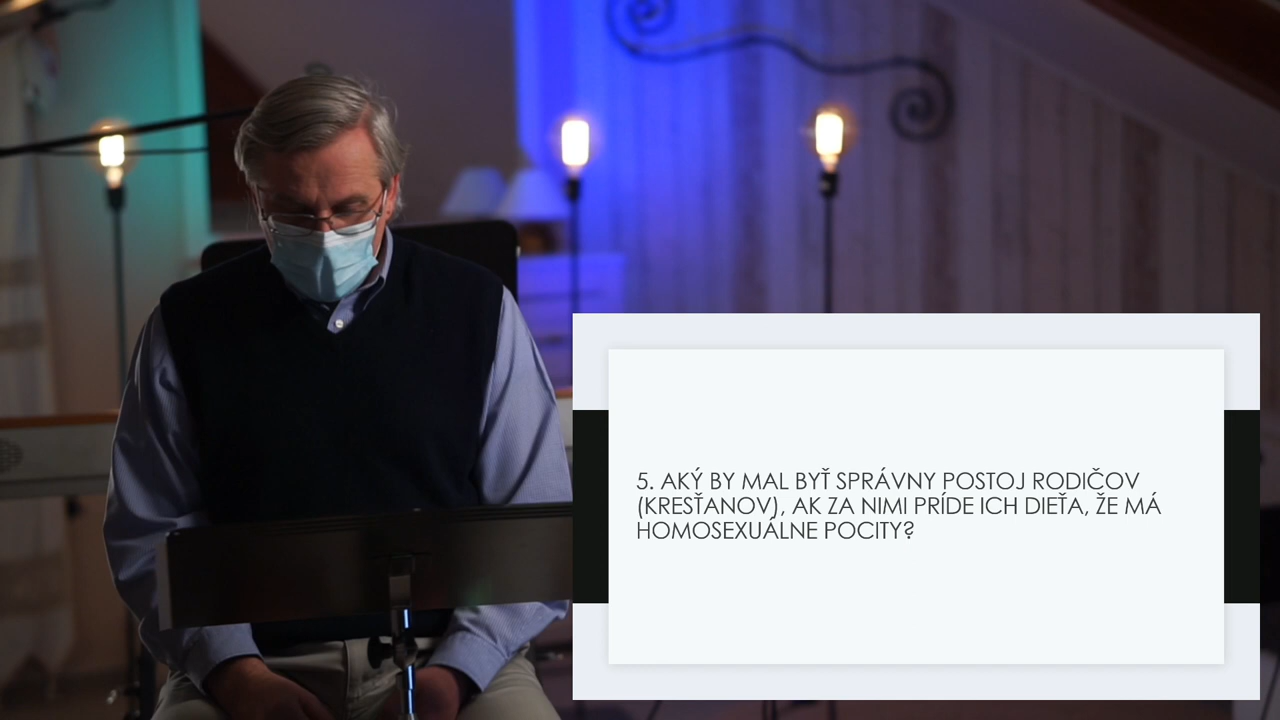 5. AKÝ BY MAL BYŤ SPRÁVNY POSTOJ RODIČOV
(KRESŤANOV), AK ZA NIMI PRÍDE ICH DIEŤA, ŽE MÁ
HOMOSEXUÁLNE POCITY?